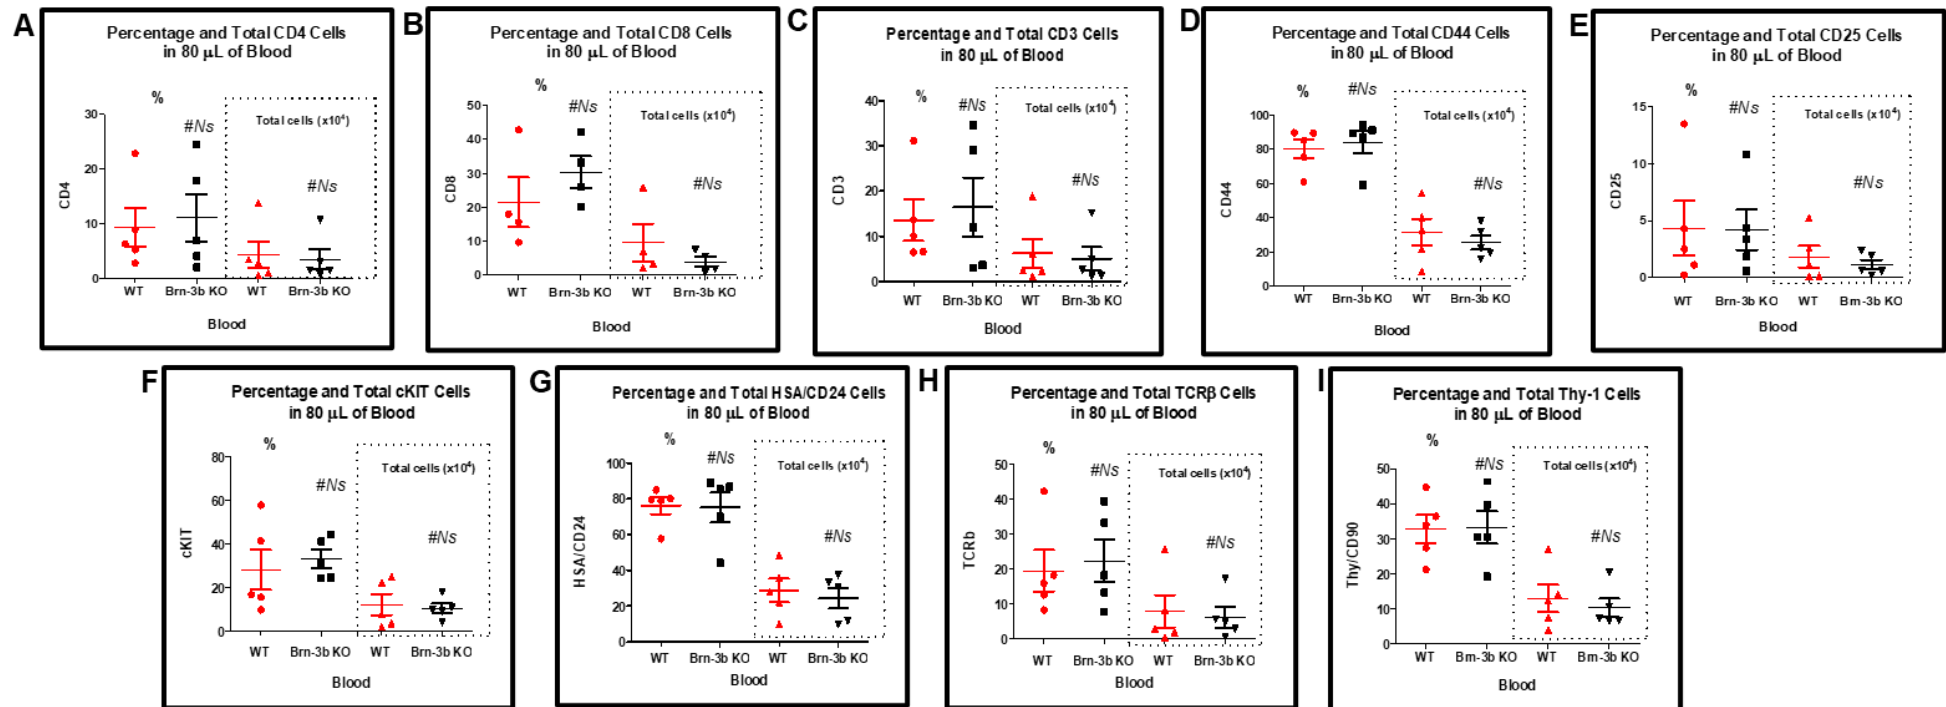 A
Percentage and Total CD4 Cells
in 80 µL of Blood
%
#Ns
Total cells (x10⁴)
#Ns
30
20
10
0
CD4
WT
Brn-3b KO
WT
Brn-3b KO
Blood
B
Percentage and Total CD8 Cells
in 80 µL of Blood
%
#Ns
Total cells (x10⁴)
#Ns
50
40
30
20
10
0
CD8
WT
Brn-3b KO
WT
Brn-3b KO
Blood
C
Percentage and Total CD3 Cells
in 80 µL of Blood
%
#Ns
Total cells (x10⁴)
#Ns
40
30
20
10
0
CD3
WT
Brn-3b KO
WT
Brn-3b KO
Blood
D
Percentage and Total CD44 Cells
in 80 µL of Blood
%
#Ns
Total cells (x10⁴)
#Ns
100
80
60
40
20
0
CD44
WT
Brn-3b KO
WT
Brn-3b KO
Blood
E
Percentage and Total CD25 Cells
in 80 µL of Blood
%
#Ns
Total cells (x10⁴)
#Ns
15
10
5
0
CD25
WT
Brn-3b KO
WT
Brn-3b KO
Blood
F
Percentage and Total cKIT Cells
in 80 µL of Blood
%
#Ns
Total cells (x10⁴)
#Ns
80
60
40
20
0
cKIT
WT
Brn-3b KO
WT
Brn-3b KO
Blood
G
Percentage and Total HSA/CD24 Cells
in 80 µL of Blood
%
#Ns
Total cells (x10⁴)
#Ns
100
80
60
40
20
0
HSA/CD24
WT
Brn-3b KO
WT
Brn-3b KO
Blood
H
Percentage and Total TCRβ Cells
in 80 µL of Blood
%
#Ns
Total cells (x10⁴)
#Ns
50
40
30
20
10
0
TCRb
WT
Brn-3b KO
WT
Brn-3b KO
Blood
I
Percentage and Total Thy-1 Cells
in 80 µL of Blood
%
#Ns
Total cells (x10⁴)
#Ns
50
40
30
20
10
0
Thy/CD90
WT
Brn-3b KO
WT
Brn-3b KO
Blood